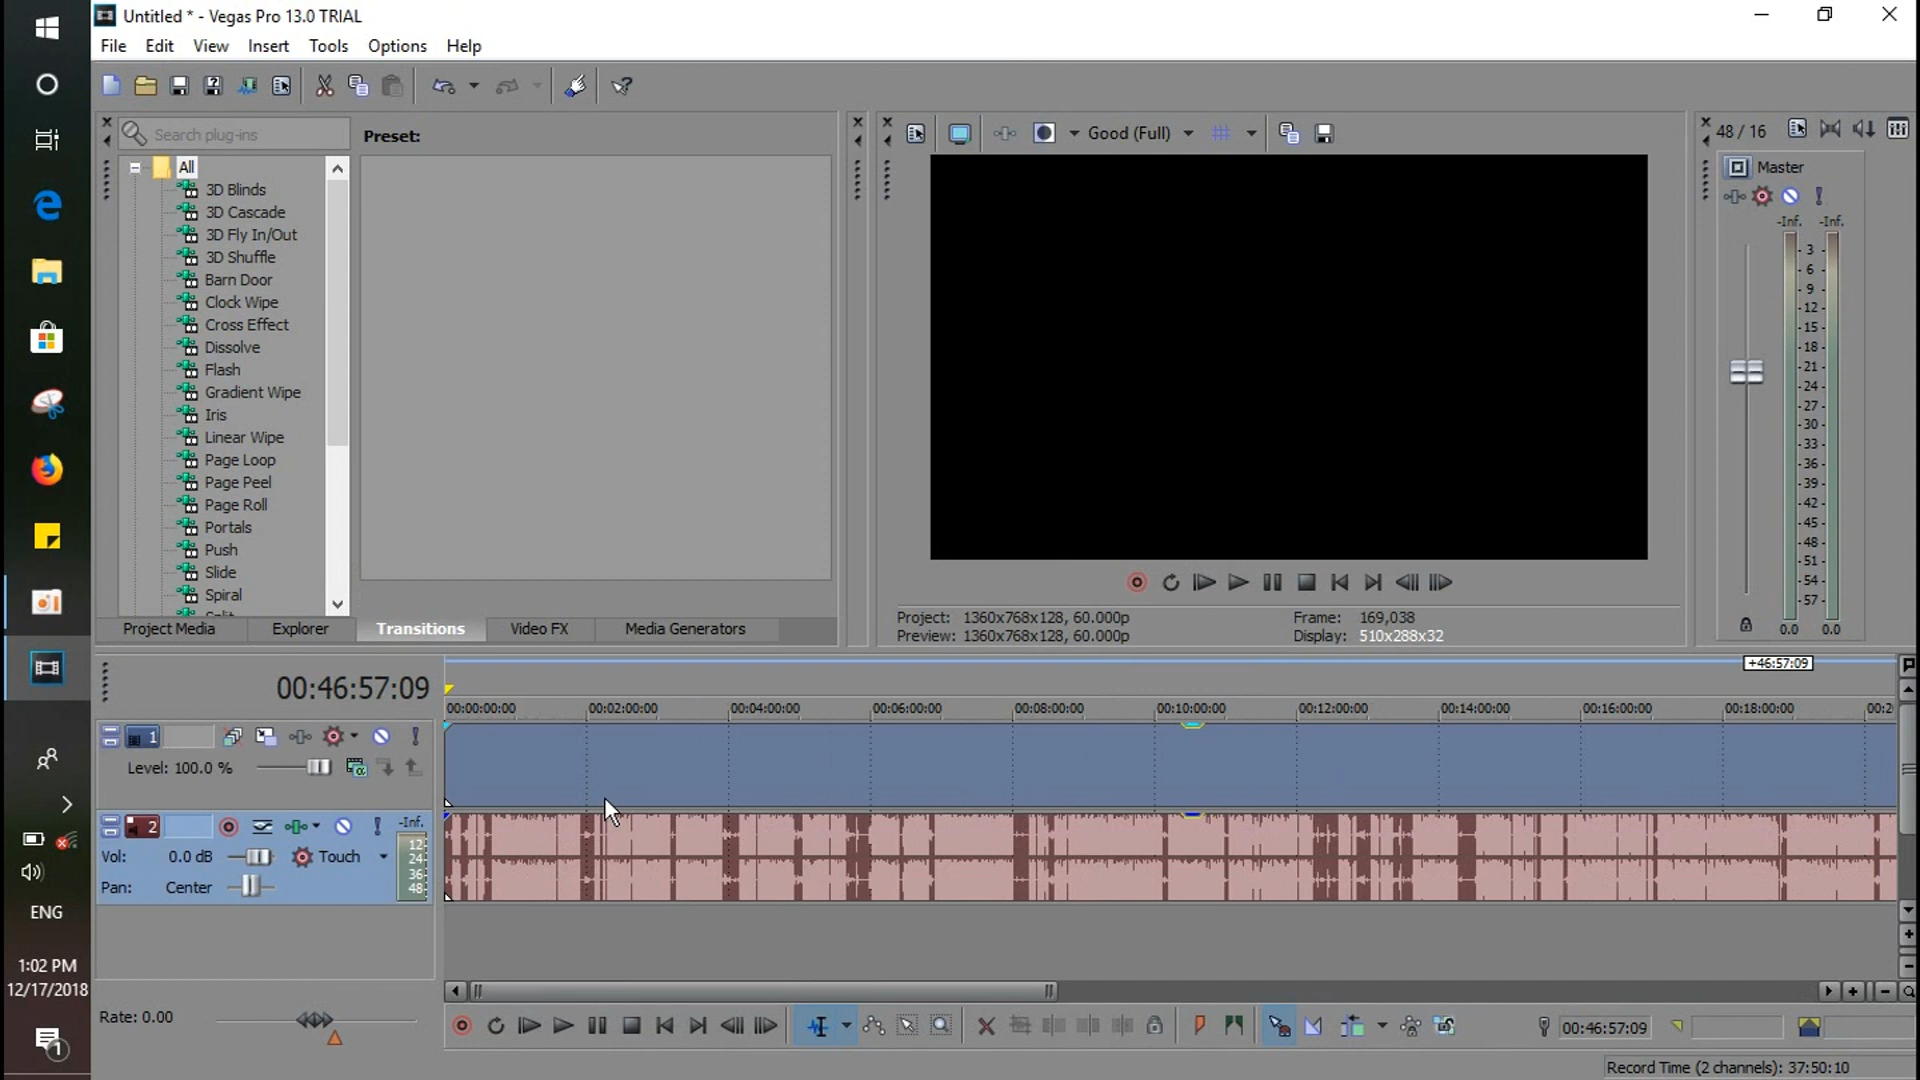 Untitled * - Vegas Pro 13.0 TRIAL
File Edit View Insert Tools Options Help
Search plug-ins
Preset:
All
3D Blinds
3D Cascade
3D Fly In/Out
3D Shuffle
Barn Door
Clock Wipe
Cross Effect
Dissolve
Flash
Gradient Wipe
Iris
Linear Wipe
Page Loop
Page Peel
Page Roll
Portals
Push
Slide
Spiral
Project Media Explorer Transitions Video FX Media Generators
Good (Full)
Project: 1360x768x128, 60.000p
Preview: 1360x768x128, 60.000p
Frame: 169,038
Display: 510x288x32
48 / 16
Master
-Inf. -Inf.
- 3 -
- 6 -
- 9 -
-12-
-15-
-18-
-21-
-24-
-27-
-30-
-33-
-36-
-39-
-42-
-45-
-48-
-51-
-54-
-57-
0.0 0.0
00:46:57:09
+46:57:09
00:00:00:00 00:02:00:00 00:04:00:00 00:06:00:00 00:08:00:00 00:10:00:00 00:12:00:00 00:14:00:00 00:16:00:00 00:18:00:00 00:2
1
Level: 100.0 %
2
-Inf.
Vol: 0.0 dB Touch
Pan: Center
12
24
36
48
Rate: 0.00
00:46:57:09
Record Time (2 channels): 37:50:10
ENG
1:02 PM
12/17/2018
1